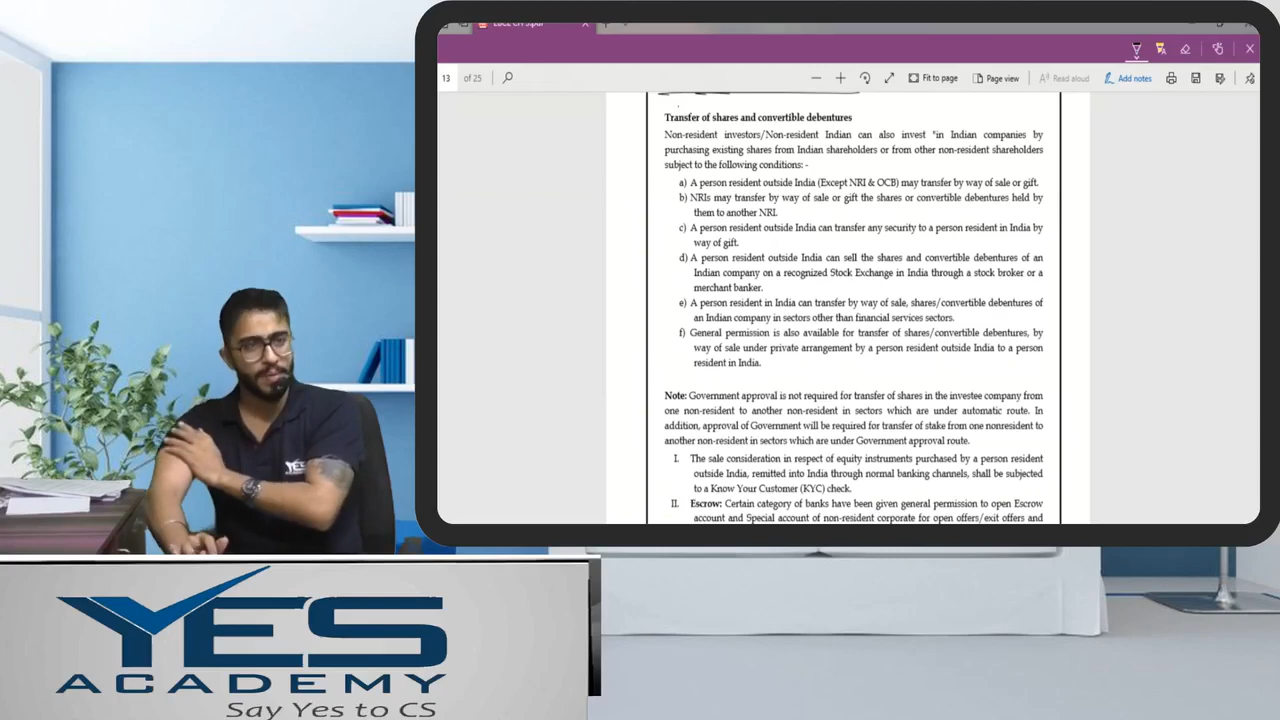 13 of 25
Fit to page
Page view
Read aloud
Add notes
Transfer of shares and convertible debentures
Non-resident investors/Non-resident Indian can also invest in Indian companies by
purchasing existing shares from Indian shareholders or from other non-resident shareholders
subject to the following conditions: -
a) A person resident outside India (Except NRI & OCB) may transfer by way of sale or gift.
b) NRIs may transfer by way of sale or gift the shares or convertible debentures held by
them to another NRI.
c) A person resident outside India can transfer any security to a person resident in India by
way of gift.
d) A person resident outside India can sell the shares and convertible debentures of an
Indian company on a recognized Stock Exchange in India through a stock broker or a
merchant banker.
e) A person resident in India can transfer by way of sale, shares/convertible debentures of
an Indian company in sectors other than financial services sectors.
f) General permission is also available for transfer of shares/convertible debentures, by
way of sale under private arrangement by a person resident outside India to a person
resident in India.
Note: Government approval is not required for transfer of shares in the investee company from
one non-resident to another non-resident in sectors which are under automatic route. In
addition, approval of Government will be required for transfer of stake from one nonresident to
another non-resident in sectors which are under Government approval route.
I. The sale consideration in respect of equity instruments purchased by a person resident
outside India, remitted into India through normal banking channels, shall be subjected
to a Know Your Customer (KYC) check.
II. Escrow: Certain category of banks have been given general permission to open Escrow
account and Special account of non-resident corporate for open offers/exit offers and
YES
YES
ACADEMY
Say Yes to CS